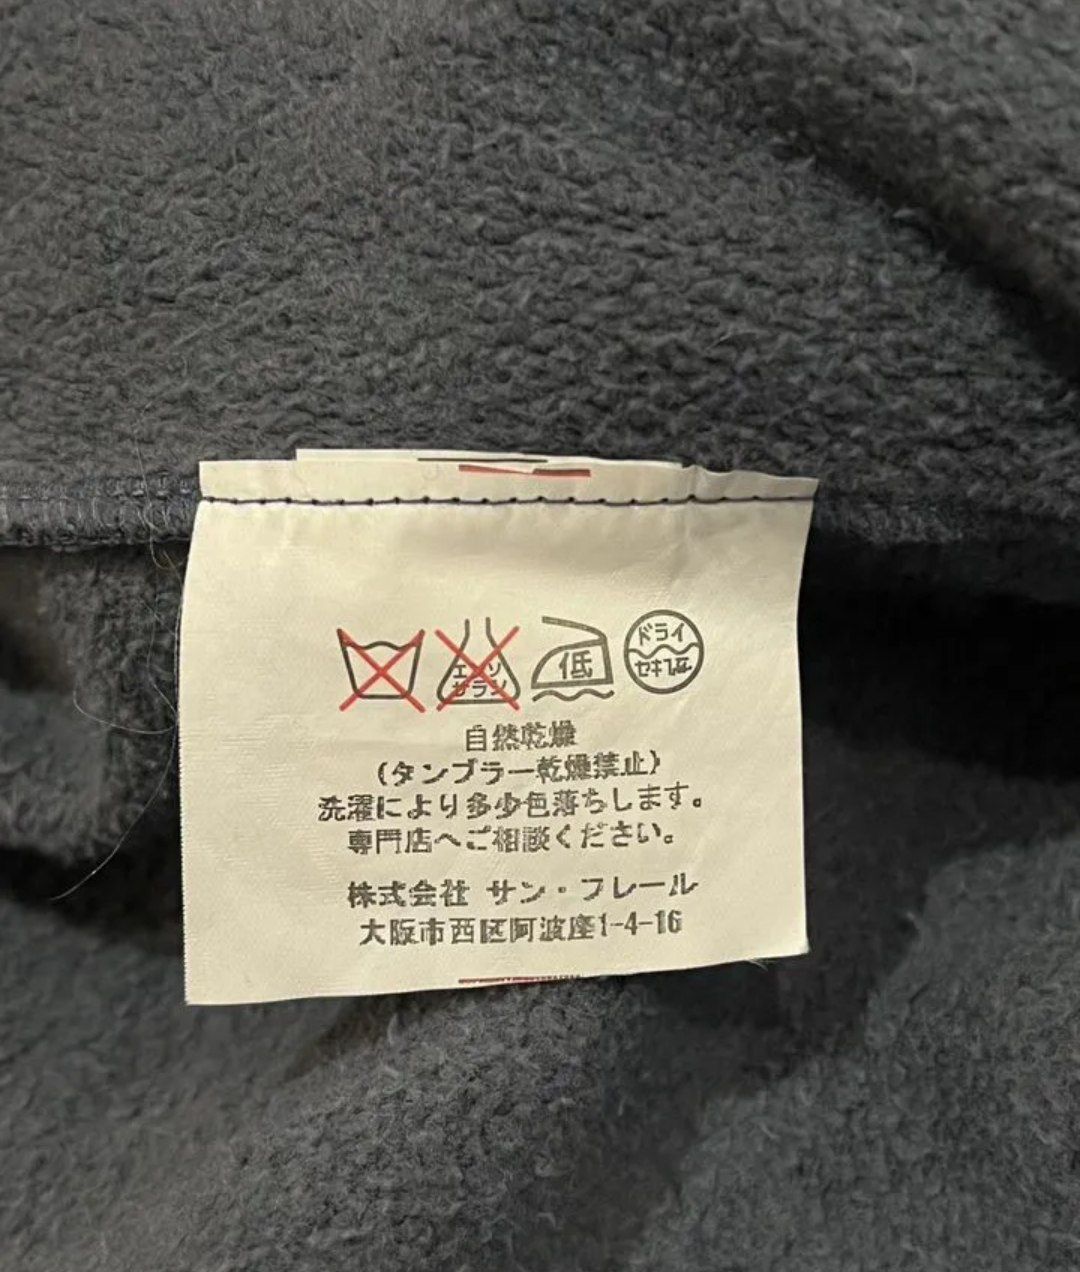 エンソ
サラシ
低
ドライ
セキユ系
自然乾燥
(タンブラー乾燥禁止)
洗濯により多少色落ちします。
専門店へご相談ください。
株式会社 サン・フレール
大阪市西区阿波座1-4-16